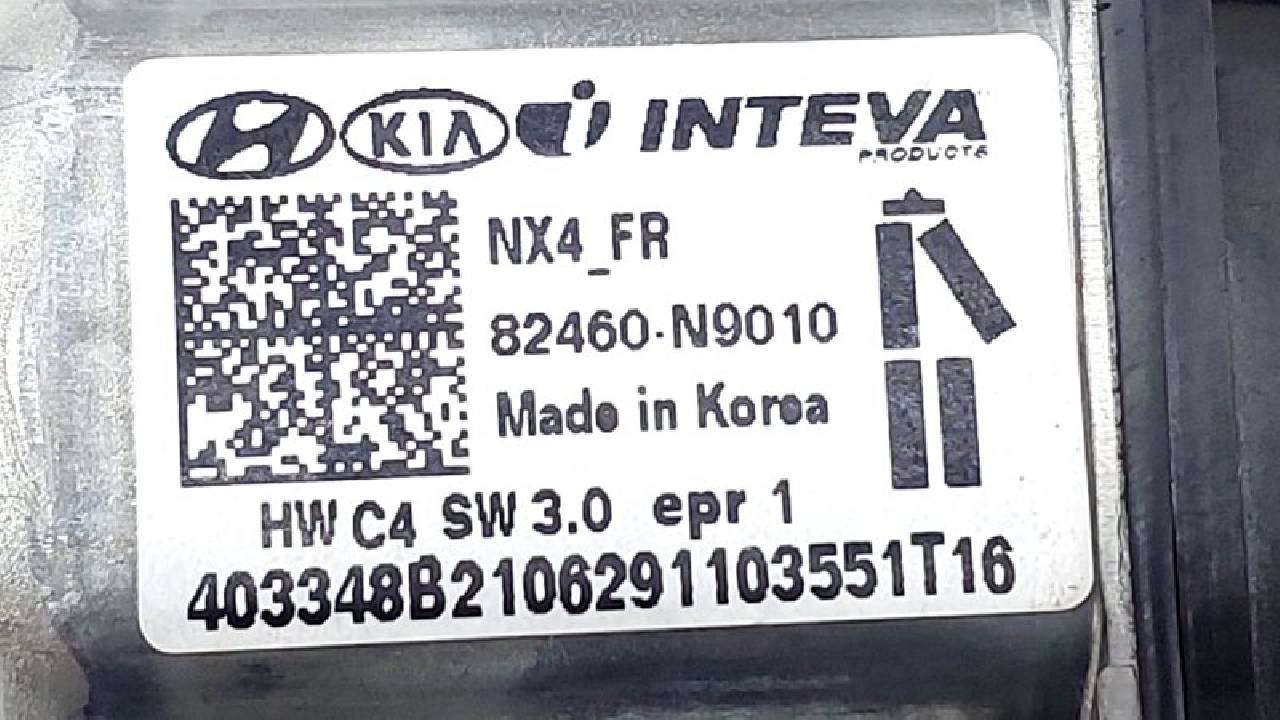 KIA INTEVA
PRODUCTS
NX4_FR
82460-N9010
Made in Korea
HW C4 SW 3.0 epr 1
403348B2106291103551T16